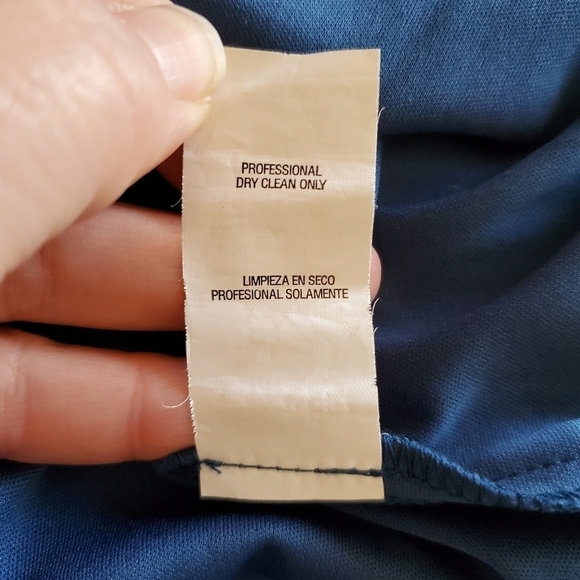 PROFESSIONAL
DRY CLEAN ONLY
LIMPIEZA EN SECO
PROFESIONAL SOLAMENTE